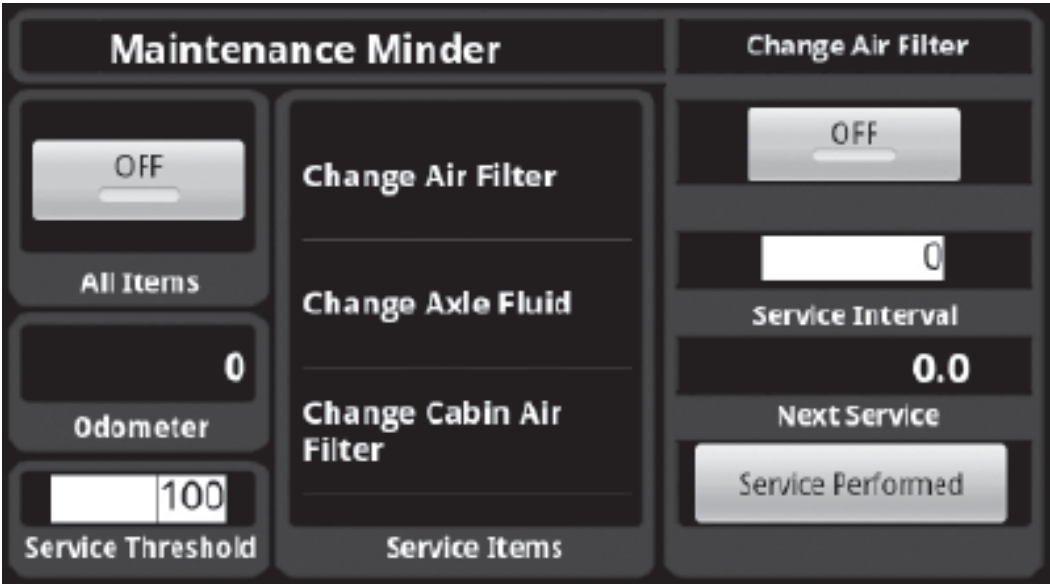 Maintenance Minder
Change Air Filter
OFF
All Items
0
Odometer
100
Service Threshold
Change Air Filter
Change Axle Fluid
Change Cabin Air
Filter
Service Items
OFF
0
Service Interval
0.0
Next Service
Service Performed